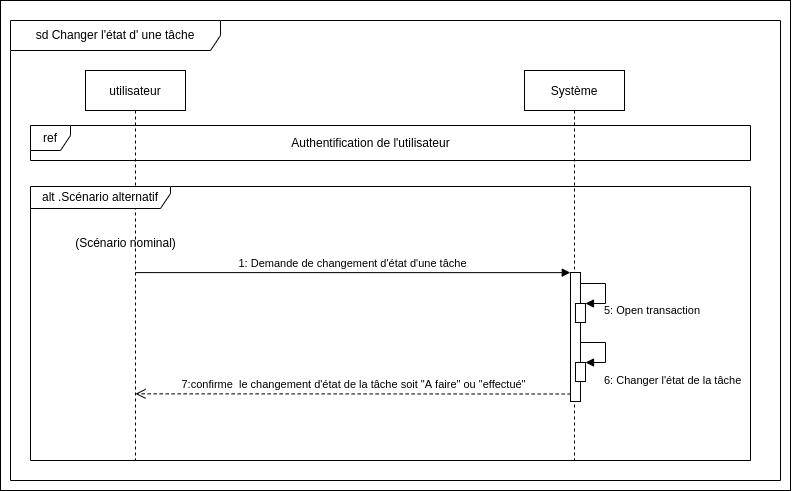 sd Changer l'état d' une tâche
utilisateur
Système
ref
Authentification de l'utilisateur
alt .Scénario alternatif
(Scénario nominal)
1: Demande de changement d'état d'une tâche
5: Open transaction
6: Changer l'état de la tâche
7:confirme  le changement d'état de la tâche soit "A faire" ou "effectué"